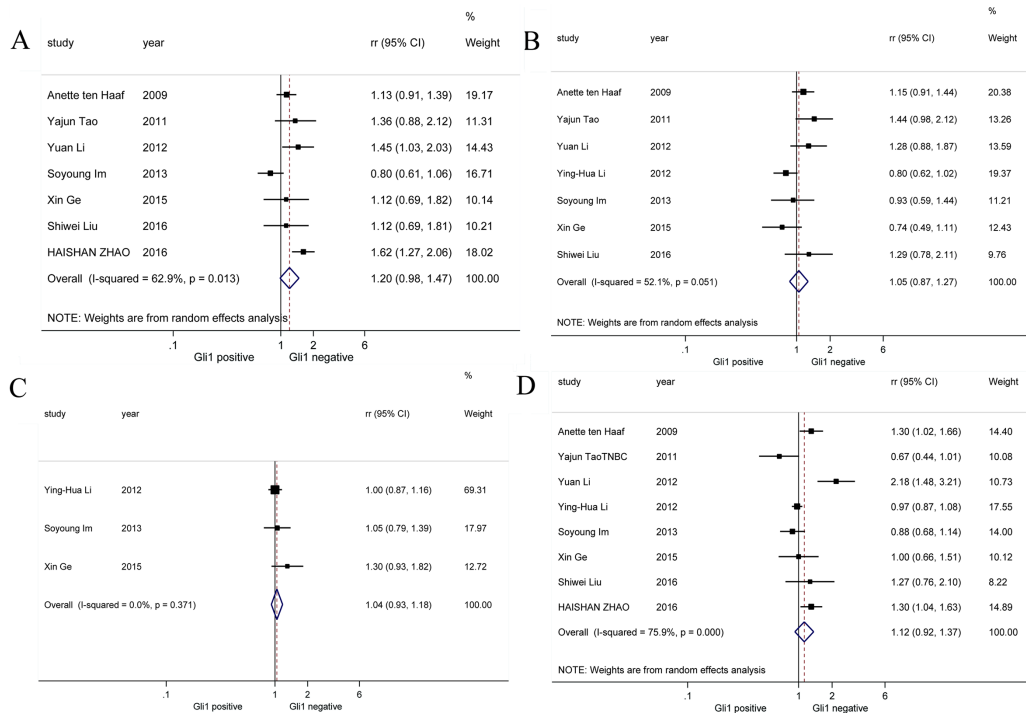 A
%
study year rr (95% CI) Weight
Anette ten Haaf 2009 1.13 (0.91, 1.39) 19.17
Yajun Tao 2011 1.36 (0.88, 2.12) 11.31
Yuan Li 2012 1.45 (1.03, 2.03) 14.43
Soyoung Im 2013 0.80 (0.61, 1.06) 16.71
Xin Ge 2015 1.12 (0.69, 1.82) 10.14
Shiwei Liu 2016 1.12 (0.69, 1.81) 10.21
HAISHAN ZHAO 2016 1.62 (1.27, 2.06) 18.02
Overall (I-squared = 62.9%, p = 0.013) 1.20 (0.98, 1.47) 100.00
NOTE: Weights are from random effects analysis
.1 1 2 6
Gli1 positive Gli1 negative
B
%
study year rr (95% CI) Weight
Anette ten Haaf 2009 1.15 (0.91, 1.44) 20.38
Yajun Tao 2011 1.44 (0.98, 2.12) 13.26
Yuan Li 2012 1.28 (0.88, 1.87) 13.59
Ying-Hua Li 2012 0.80 (0.62, 1.02) 19.37
Soyoung Im 2013 0.93 (0.59, 1.44) 11.21
Xin Ge 2015 0.74 (0.49, 1.11) 12.43
Shiwei Liu 2016 1.29 (0.78, 2.11) 9.76
Overall (I-squared = 52.1%, p = 0.051) 1.05 (0.87, 1.27) 100.00
NOTE: Weights are from random effects analysis
.1 1 2 6
Gli1 positive Gli1 negative
C
%
study year rr (95% CI) Weight
Ying-Hua Li 2012 1.00 (0.87, 1.16) 69.31
Soyoung Im 2013 1.05 (0.79, 1.39) 17.97
Xin Ge 2015 1.30 (0.93, 1.82) 12.72
Overall (I-squared = 0.0%, p = 0.371) 1.04 (0.93, 1.18) 100.00
.1 1 2 6
Gli1 positive Gli1 negative
D
%
study year rr (95% CI) Weight
Anette ten Haaf 2009 1.30 (1.02, 1.66) 14.40
Yajun TaoTNBC 2011 0.67 (0.44, 1.01) 10.08
Yuan Li 2012 2.18 (1.48, 3.21) 10.73
Ying-Hua Li 2012 0.97 (0.87, 1.08) 17.55
Soyoung Im 2013 0.88 (0.68, 1.14) 14.00
Xin Ge 2015 1.00 (0.66, 1.51) 10.12
Shiwei Liu 2016 1.27 (0.76, 2.10) 8.22
HAISHAN ZHAO 2016 1.30 (1.04, 1.63) 14.89
Overall (I-squared = 75.9%, p = 0.000) 1.12 (0.92, 1.37) 100.00
NOTE: Weights are from random effects analysis
.1 1 2 6
Gli1 positive Gli1 negative